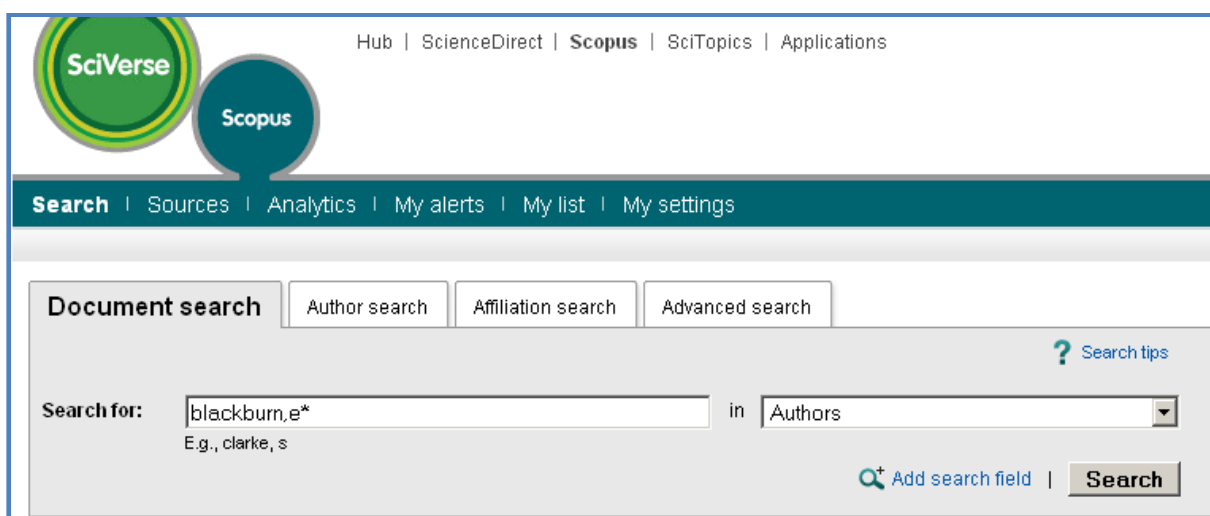 Hub | ScienceDirect | Scopus | SciTopics | Applications
SciVerse
Scopus
Search | Sources | Analytics | My alerts | My list | My settings
Document search Author search Affiliation search Advanced search
? Search tips
Search for: blackburn,e* in Authors
E.g., clarke, s
Add search field | Search